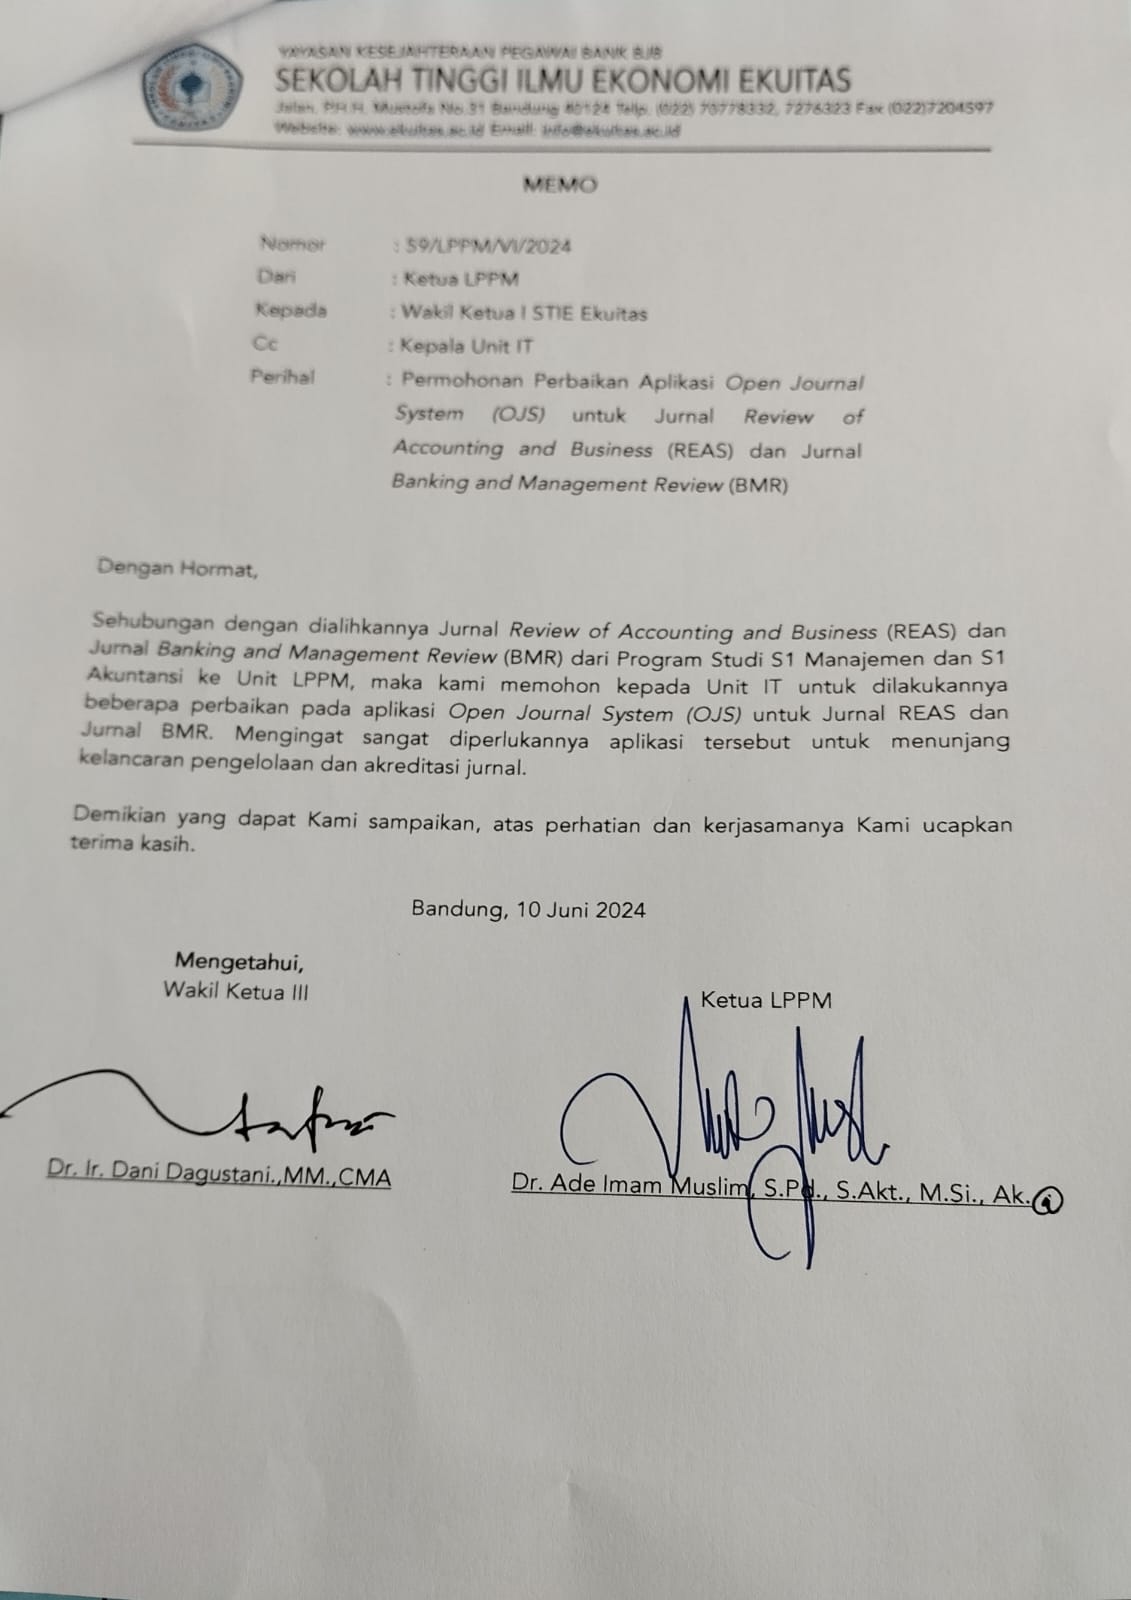 YAYASAN KESEJAHTERAAN PEGAWAI BANK BJB
SEKOLAH TINGGI ILMU EKONOMI EKUITAS
Jalan. PH.H. Mustofa No.31 Bandung 40124 Telp. (022) 70778332, 7276323 Fax (022)7204597
Website: www.ekuitas.ac.id Email: info@ekuitas.ac.id
MEMO
Nomor : 59/LPPM/VI/2024
Dari : Ketua LPPM
Kepada : Wakil Ketua I STIE Ekuitas
Cc : Kepala Unit IT
Perihal : Permohonan Perbaikan Aplikasi Open Journal
System (OJS) untuk Jurnal Review of
Accounting and Business (REAS) dan Jurnal
Banking and Management Review (BMR)
Dengan Hormat,
Sehubungan dengan dialihkannya Jurnal Review of Accounting and Business (REAS) dan
Jurnal Banking and Management Review (BMR) dari Program Studi S1 Manajemen dan S1
Akuntansi ke Unit LPPM, maka kami memohon kepada Unit IT untuk dilakukannya
beberapa perbaikan pada aplikasi Open Journal System (OJS) untuk Jurnal REAS dan
Jurnal BMR. Mengingat sangat diperlukannya aplikasi tersebut untuk menunjang
kelancaran pengelolaan dan akreditasi jurnal.
Demikian yang dapat Kami sampaikan, atas perhatian dan kerjasamanya Kami ucapkan
terima kasih.
Bandung, 10 Juni 2024
Mengetahui,
Wakil Ketua III
Ketua LPPM
Dr. Ir. Dani Dagustani.,MM.,CMA
Dr. Ade Imam Muslim, S.Pd., S.Akt., M.Si., Ak.